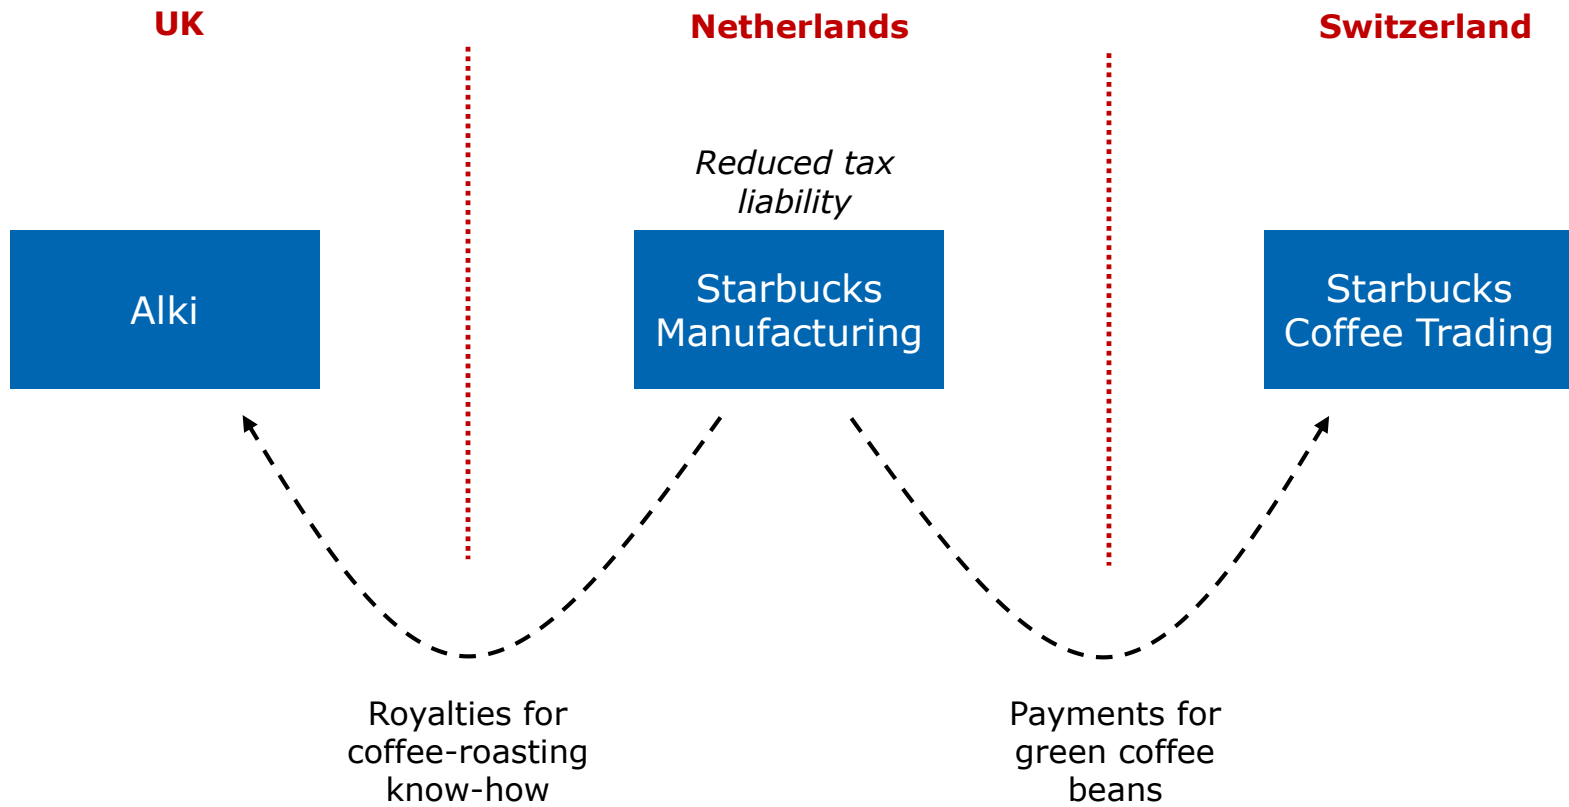 UK
Netherlands
Switzerland
Reduced tax
liability
Alki
Starbucks
Manufacturing
Starbucks
Coffee Trading
Royalties for
coffee-roasting
know-how
Payments for
green coffee
beans